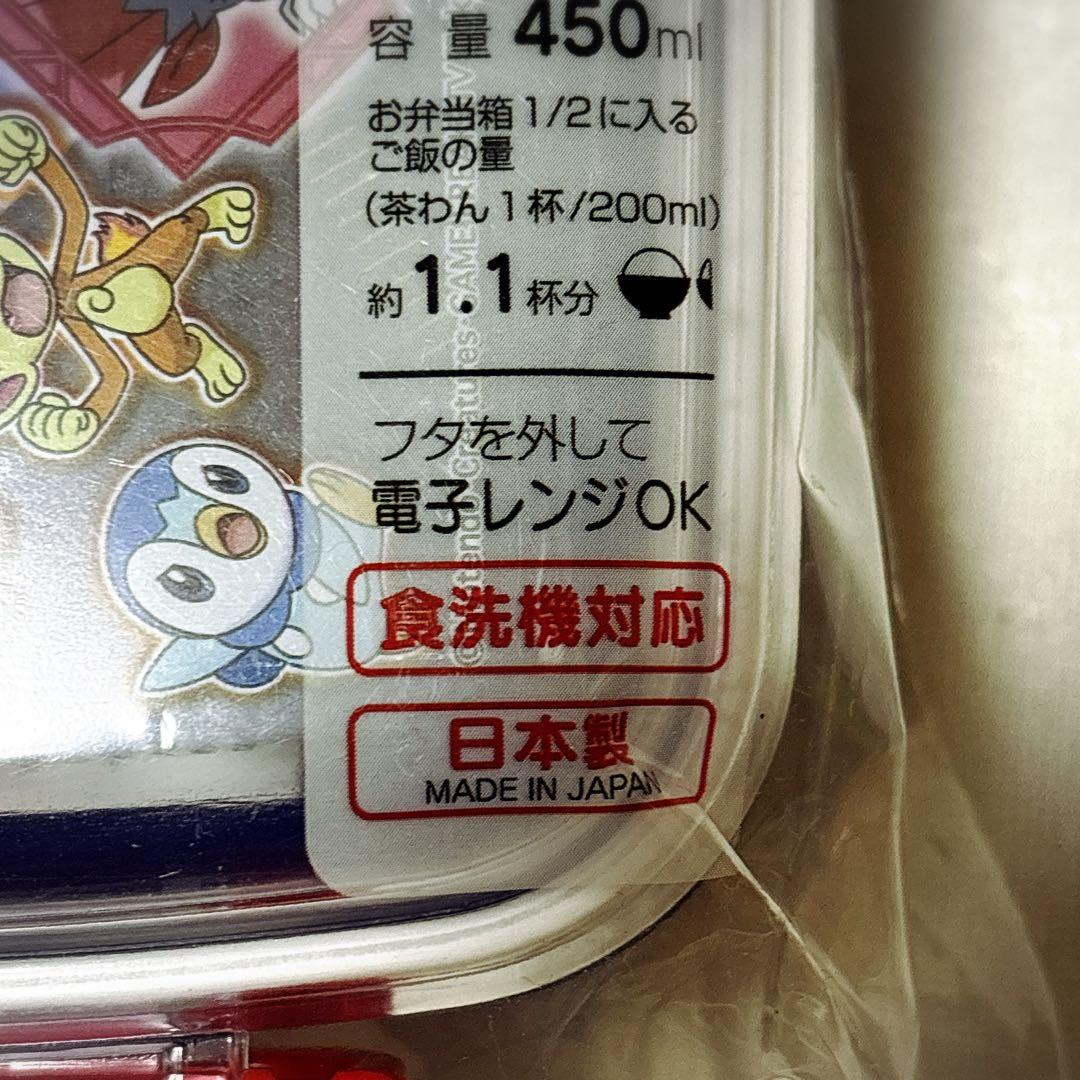 容量 450ml
お弁当箱1/2に入る
ご飯の量
(茶わん1杯/200ml)
約1.1杯分
フタを外して
電子レンジOK
食洗機対応
日本製
MADE IN JAPAN